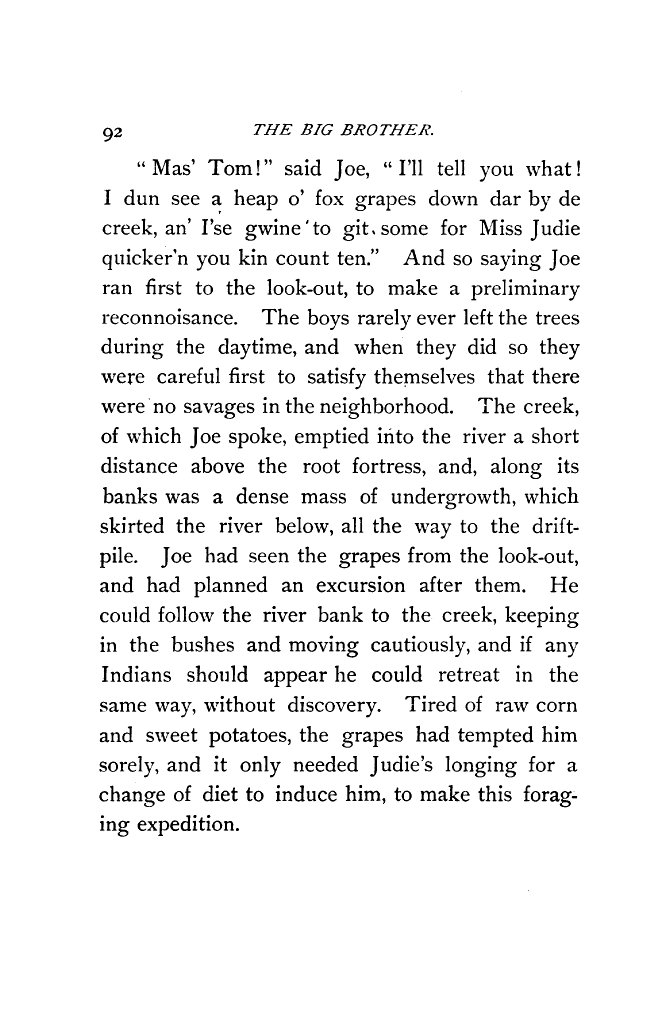 92 THE BIG BROTHER.
“ Mas’ Tom!” said Joe, “ I’ll tell you what!
I dun see a heap o’ fox grapes down dar by de
creek, an’ I’se gwine to git some for Miss Judie
quicker’n you kin count ten.” And so saying Joe
ran first to the look-out, to make a preliminary
reconnoisance. The boys rarely ever left the trees
during the daytime, and when they did so they
were careful first to satisfy themselves that there
were no savages in the neighborhood. The creek,
of which Joe spoke, emptied into the river a short
distance above the root fortress, and, along its
banks was a dense mass of undergrowth, which
skirted the river below, all the way to the drift-
pile. Joe had seen the grapes from the look-out,
and had planned an excursion after them. He
could follow the river bank to the creek, keeping
in the bushes and moving cautiously, and if any
Indians should appear he could retreat in the
same way, without discovery. Tired of raw corn
and sweet potatoes, the grapes had tempted him
sorely, and it only needed Judie’s longing for a
change of diet to induce him, to make this forag-
ing expedition.